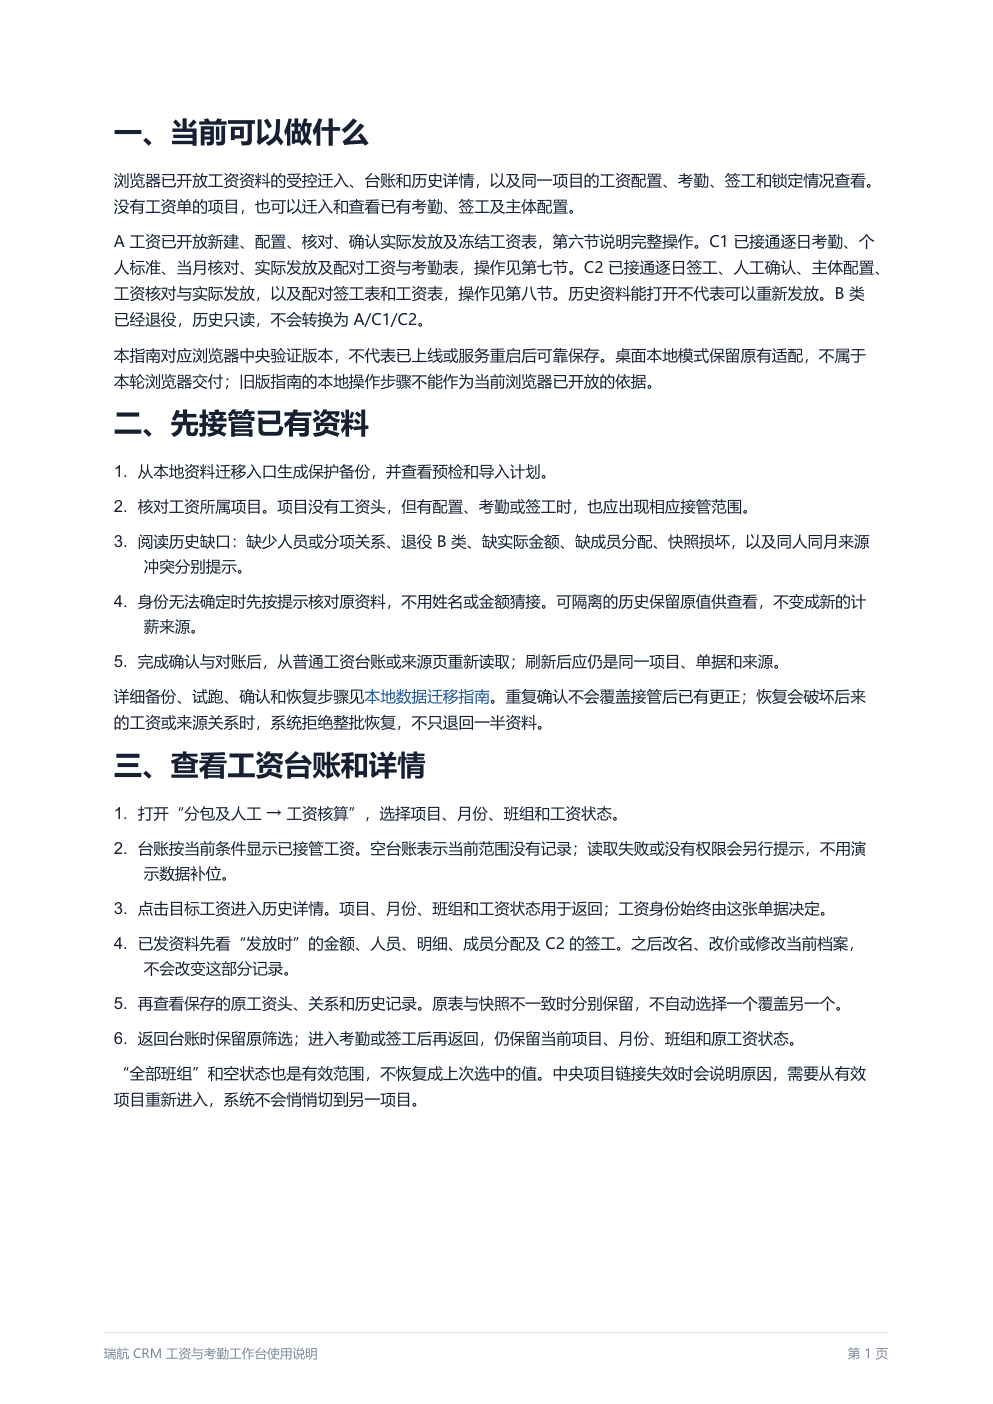 一、当前可以做什么
浏览器已开放工资资料的受控迁入、台账和历史详情，以及同一项目的工资配置、考勤、签工和锁定情况查看。
没有工资单的项目，也可以迁入和查看已有考勤、签工及主体配置。
A 工资已开放新建、配置、核对、确认实际发放及冻结工资表，第六节说明完整操作。C1 已接通逐日考勤、个
人标准、当月核对、实际发放及配对工资与考勤表，操作见第七节。C2 已接通逐日签工、人工确认、主体配置、
工资核对与实际发放，以及配对签工表和工资表，操作见第八节。历史资料能打开不代表可以重新发放。B 类
已经退役，历史只读，不会转换为 A/C1/C2。
本指南对应浏览器中央验证版本，不代表已上线或服务重启后可靠保存。桌面本地模式保留原有适配，不属于
本轮浏览器交付；旧版指南的本地操作步骤不能作为当前浏览器已开放的依据。
二、先接管已有资料
1. 从本地资料迁移入口生成保护备份，并查看预检和导入计划。
2. 核对工资所属项目。项目没有工资头，但有配置、考勤或签工时，也应出现相应接管范围。
3. 阅读历史缺口：缺少人员或分项关系、退役 B 类、缺实际金额、缺成员分配、快照损坏，以及同人同月来源
冲突分别提示。
4. 身份无法确定时先按提示核对原资料，不用姓名或金额猜接。可隔离的历史保留原值供查看，不变成新的计
薪来源。
5. 完成确认与对账后，从普通工资台账或来源页重新读取；刷新后应仍是同一项目、单据和来源。
详细备份、试跑、确认和恢复步骤见本地数据迁移指南。重复确认不会覆盖接管后已有更正；恢复会破坏后来
的工资或来源关系时，系统拒绝整批恢复，不只退回一半资料。
三、查看工资台账和详情
1. 打开“分包及人工 → 工资核算”，选择项目、月份、班组和工资状态。
2. 台账按当前条件显示已接管工资。空台账表示当前范围没有记录；读取失败或没有权限会另行提示，不用演
示数据补位。
3. 点击目标工资进入历史详情。项目、月份、班组和工资状态用于返回；工资身份始终由这张单据决定。
4. 已发资料先看“发放时”的金额、人员、明细、成员分配及 C2 的签工。之后改名、改价或修改当前档案，
不会改变这部分记录。
5. 再查看保存的原工资头、关系和历史记录。原表与快照不一致时分别保留，不自动选择一个覆盖另一个。
6. 返回台账时保留原筛选；进入考勤或签工后再返回，仍保留当前项目、月份、班组和原工资状态。
“全部班组”和空状态也是有效范围，不恢复成上次选中的值。中央项目链接失效时会说明原因，需要从有效
项目重新进入，系统不会悄悄切到另一项目。
瑞航 CRM 工资与考勤工作台使用说明
第 1 页